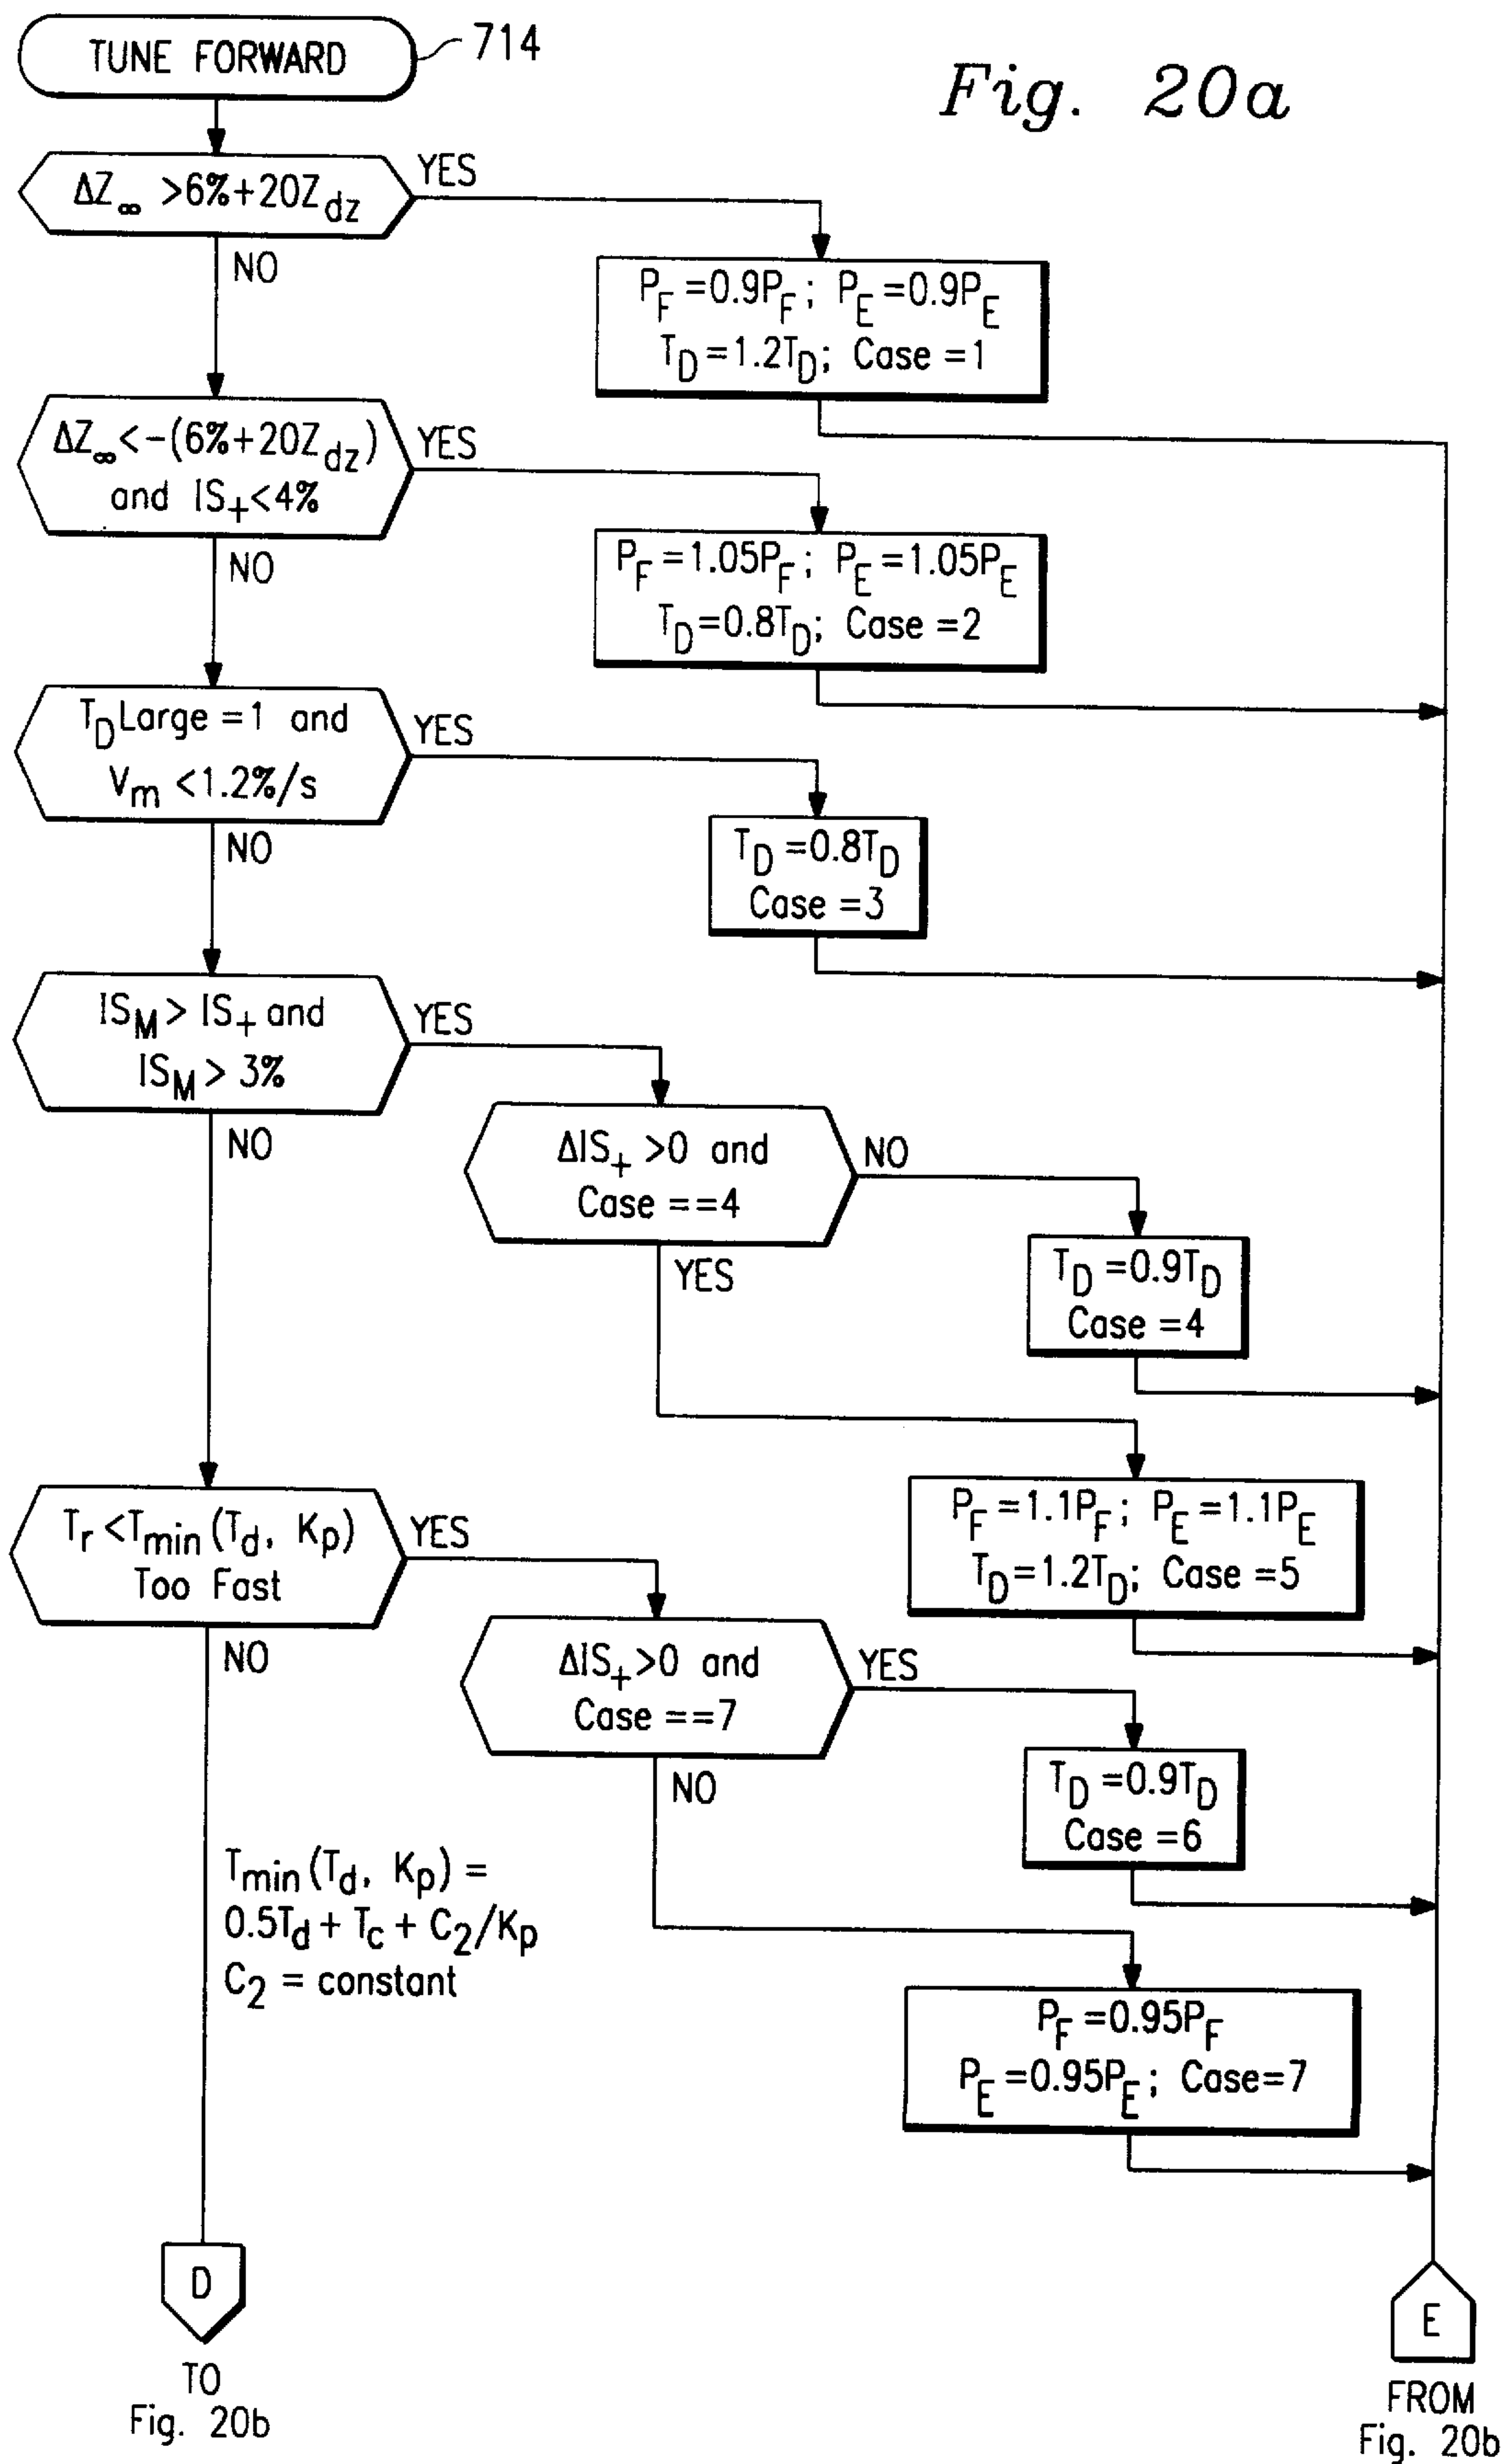 TUNE FORWARD
714
Fig. 20a
ΔZ∞ >6%+20Zdz
YES
NO
PF =0.9PF; PE =0.9PE
TD=1.2TD; Case =1
ΔZ∞<-(6%+20Zdz)
and IS+<4%
YES
NO
PF =1.05PF; PE =1.05PE
TD=0.8TD; Case =2
TDLarge =1 and
Vm <1.2%/s
YES
NO
TD =0.8TD
Case =3
ISM> IS+ and
ISM> 3%
YES
NO
ΔIS+ >0 and
Case ==4
NO
YES
TD =0.9TD
Case =4
PF =1.1PF; PE =1.1PE
TD=1.2TD; Case =5
Tr <Tmin(Td, Kp)
Too Fast
YES
NO
ΔIS+>0 and
Case ==7
YES
NO
TD =0.9TD
Case =6
Tmin(Td, Kp) =
0.5Td + Tc + C2/Kp
C2 = constant
PF =0.95PF
PE =0.95PE; Case=7
D
TO
Fig. 20b
E
FROM
Fig. 20b